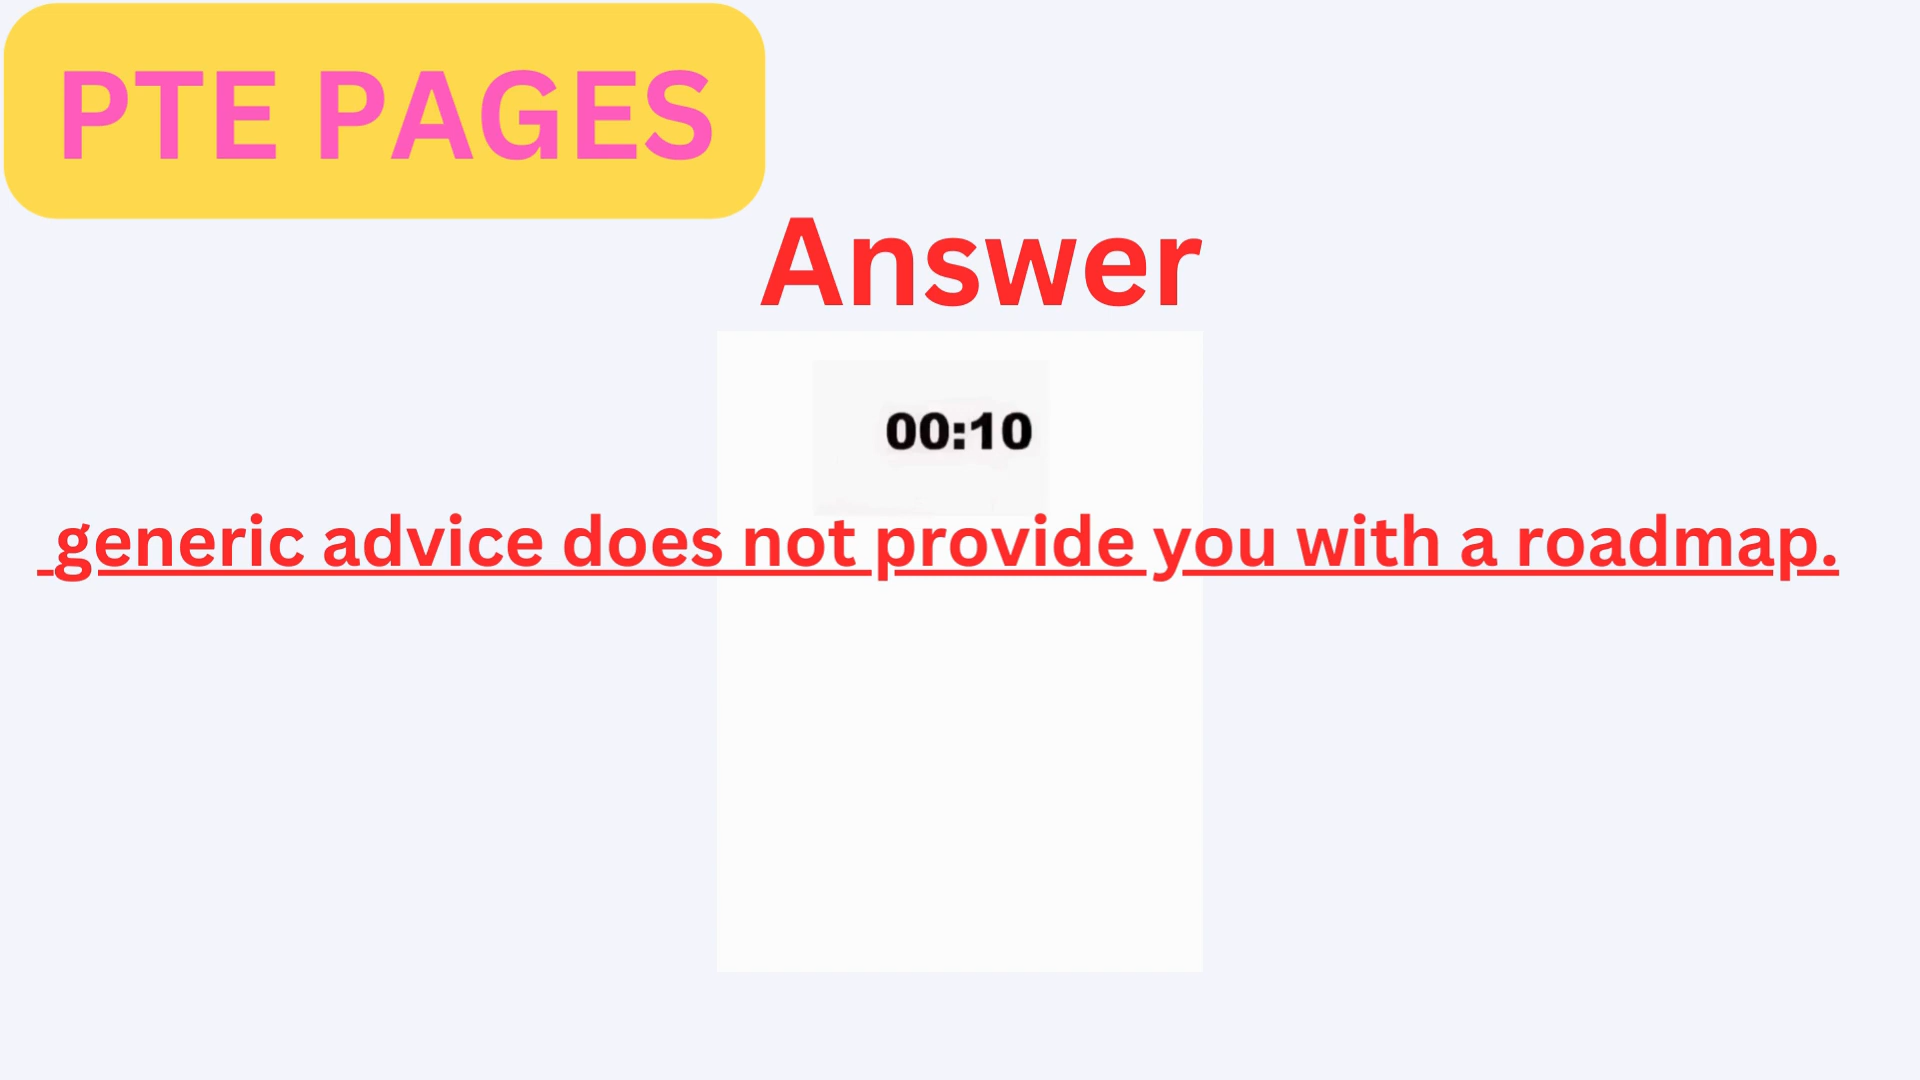 PTE PAGES
Answer
00:10
generic advice does not provide you with a roadmap.